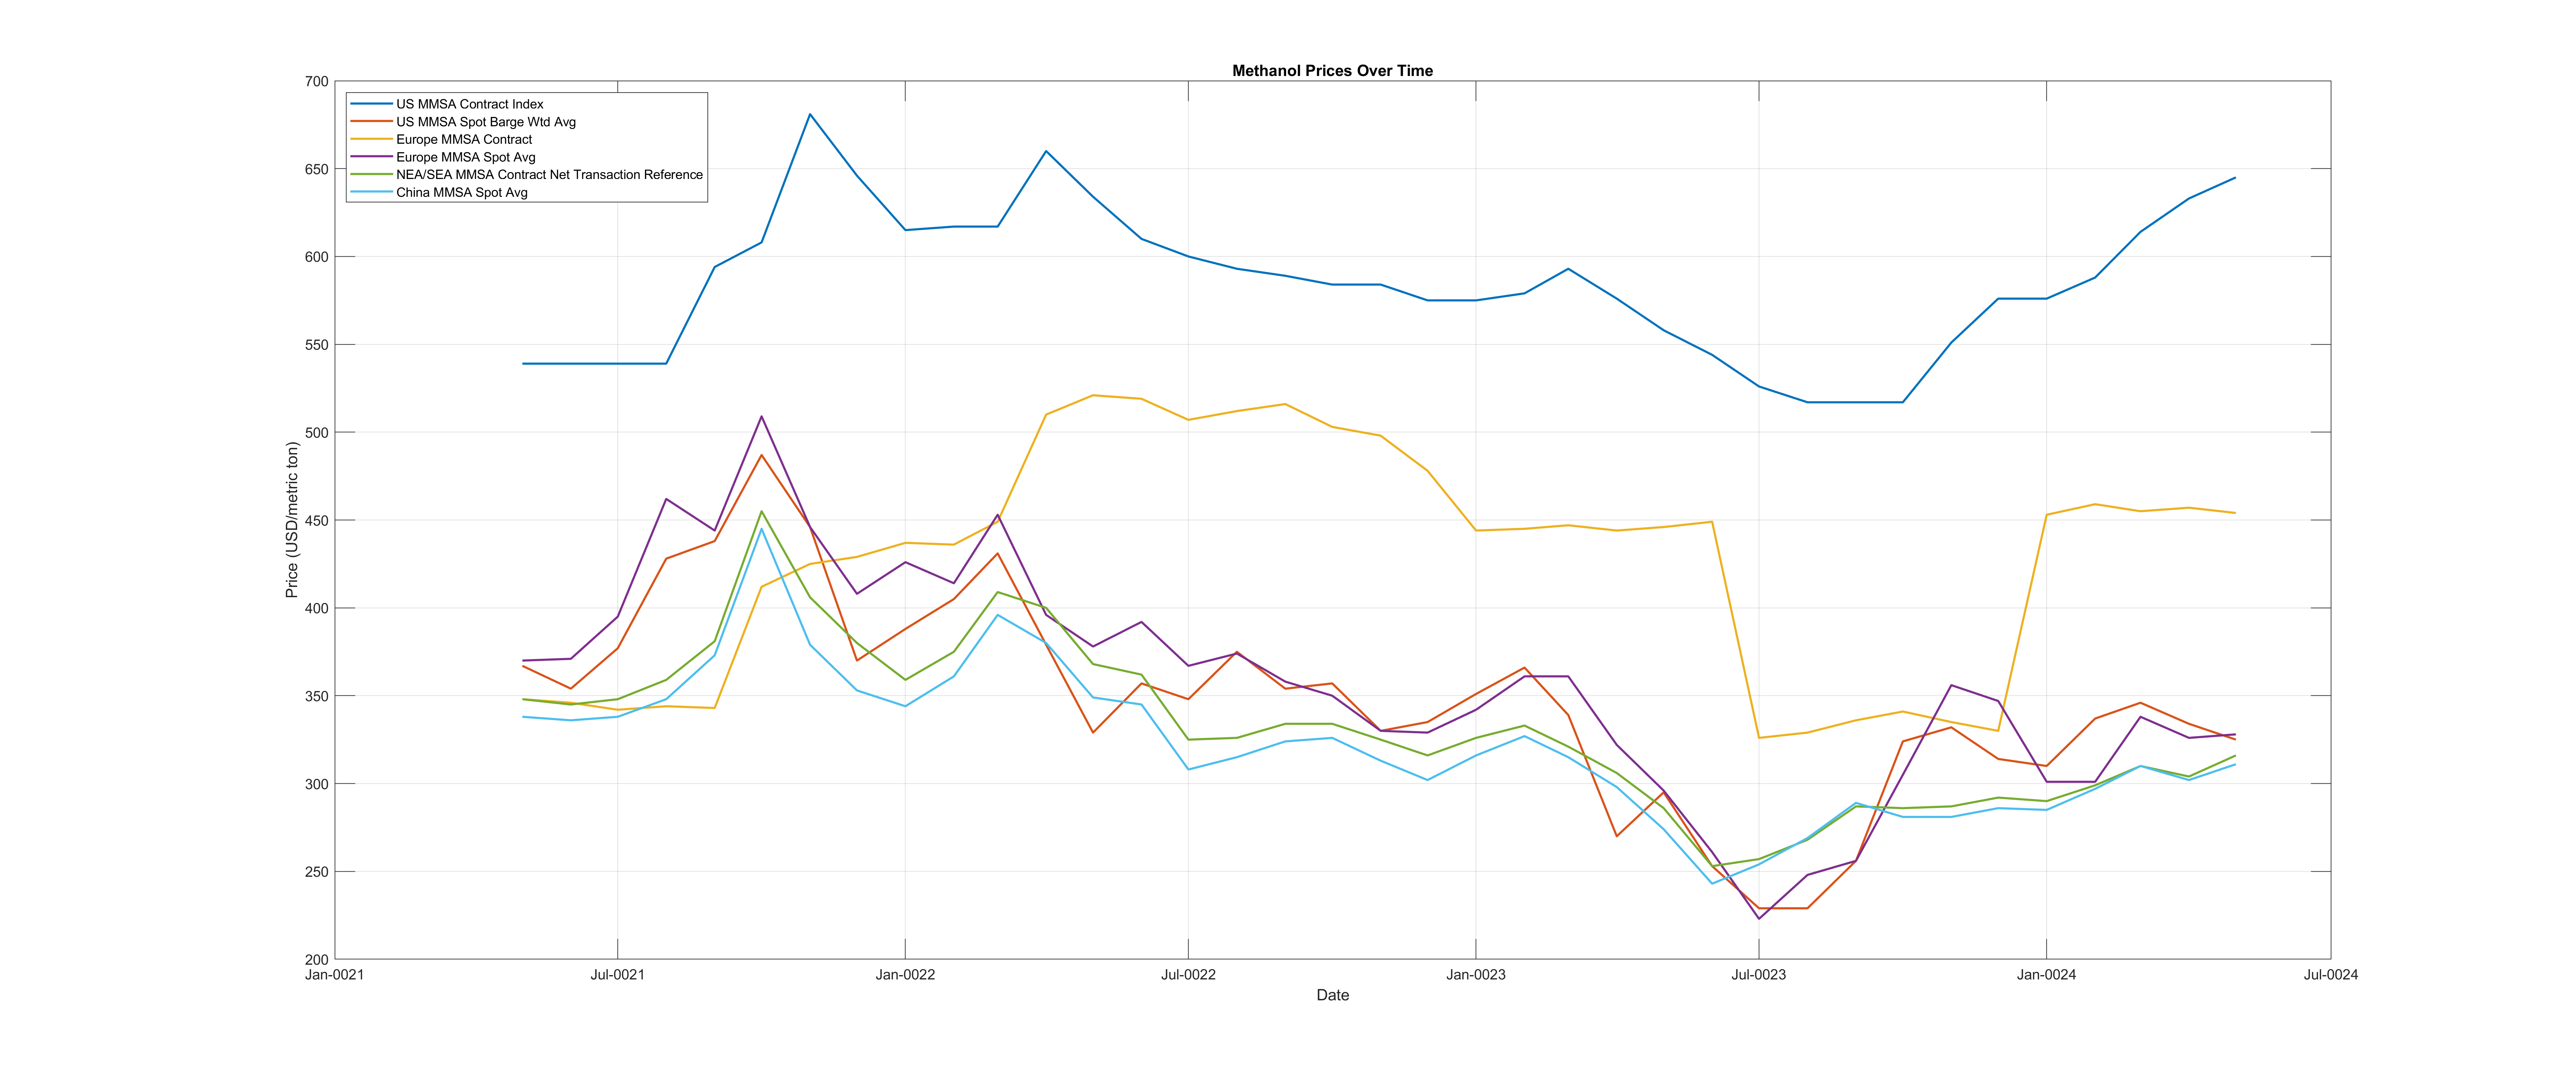 Methanol Prices Over Time
US MMSA Contract Index
US MMSA Spot Barge Wtd Avg
Europe MMSA Contract
Europe MMSA Spot Avg
NEA/SEA MMSA Contract Net Transaction Reference
China MMSA Spot Avg
Price (USD/metric ton)
700
650
600
550
500
450
400
350
300
250
200
Jan-0021 Jul-0021 Jan-0022 Jul-0022 Jan-0023 Jul-0023 Jan-0024 Jul-0024
Date